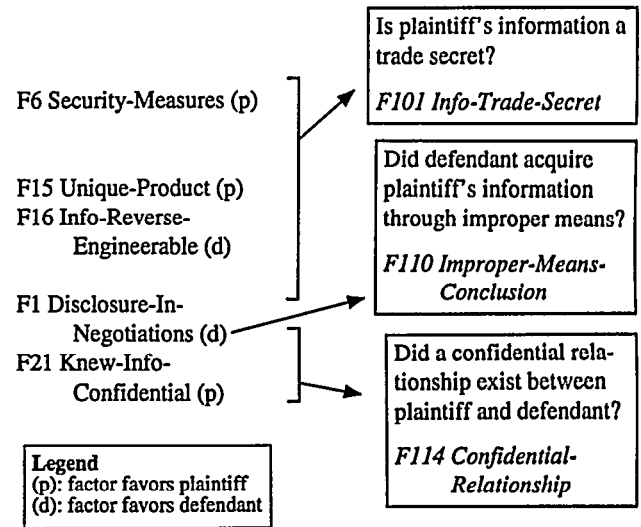 F6 Security-Measures (p)
F15 Unique-Product (p)
F16 Info-Reverse-
Engineerable (d)
F1 Disclosure-In-
Negotiations (d)
F21 Knew-Info-
Confidential (p)
Legend
(p): factor favors plaintiff
(d): factor favors defendant
Is plaintiff's information a
trade secret?
F101 Info-Trade-Secret
Did defendant acquire
plaintiff's information
through improper means?
F110 Improper-Means-
Conclusion
Did a confidential rela-
tionship exist between
plaintiff and defendant?
F114 Confidential-
Relationship